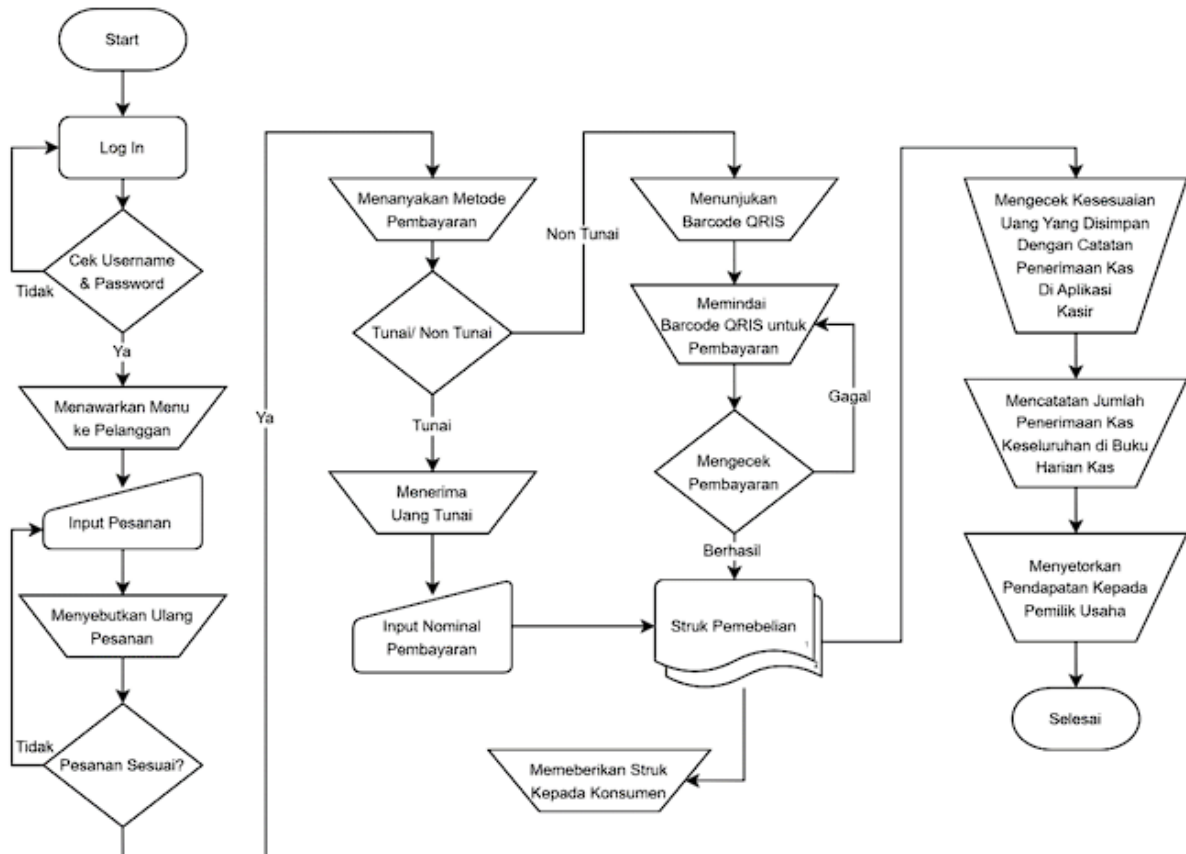 Start
Log In
Cek Username
& Password
Tidak
Ya
Menawarkan Menu
ke Pelanggan
Input Pesanan
Menyebutkan Ulang
Pesanan
Tidak
Pesanan Sesuai?
Ya
Menanyakan Metode
Pembayaran
Tunai/ Non Tunai
Non Tunai
Tunai
Menerima
Uang Tunai
Input Nominal
Pembayaran
Menunjukan
Barcode QRIS
Memindai
Barcode QRIS untuk
Pembayaran
Gagal
Mengecek
Pembayaran
Berhasil
Struk Pemebelian
1
2
Memeberikan Struk
Kepada Konsumen
Mengecek Kesesuaian
Uang Yang Disimpan
Dengan Catatan
Penerimaan Kas
Di Aplikasi
Kasir
Mencatatan Jumlah
Penerimaan Kas
Keseluruhan di Buku
Harian Kas
Menyetorkan
Pendapatan Kepada
Pemilik Usaha
Selesai